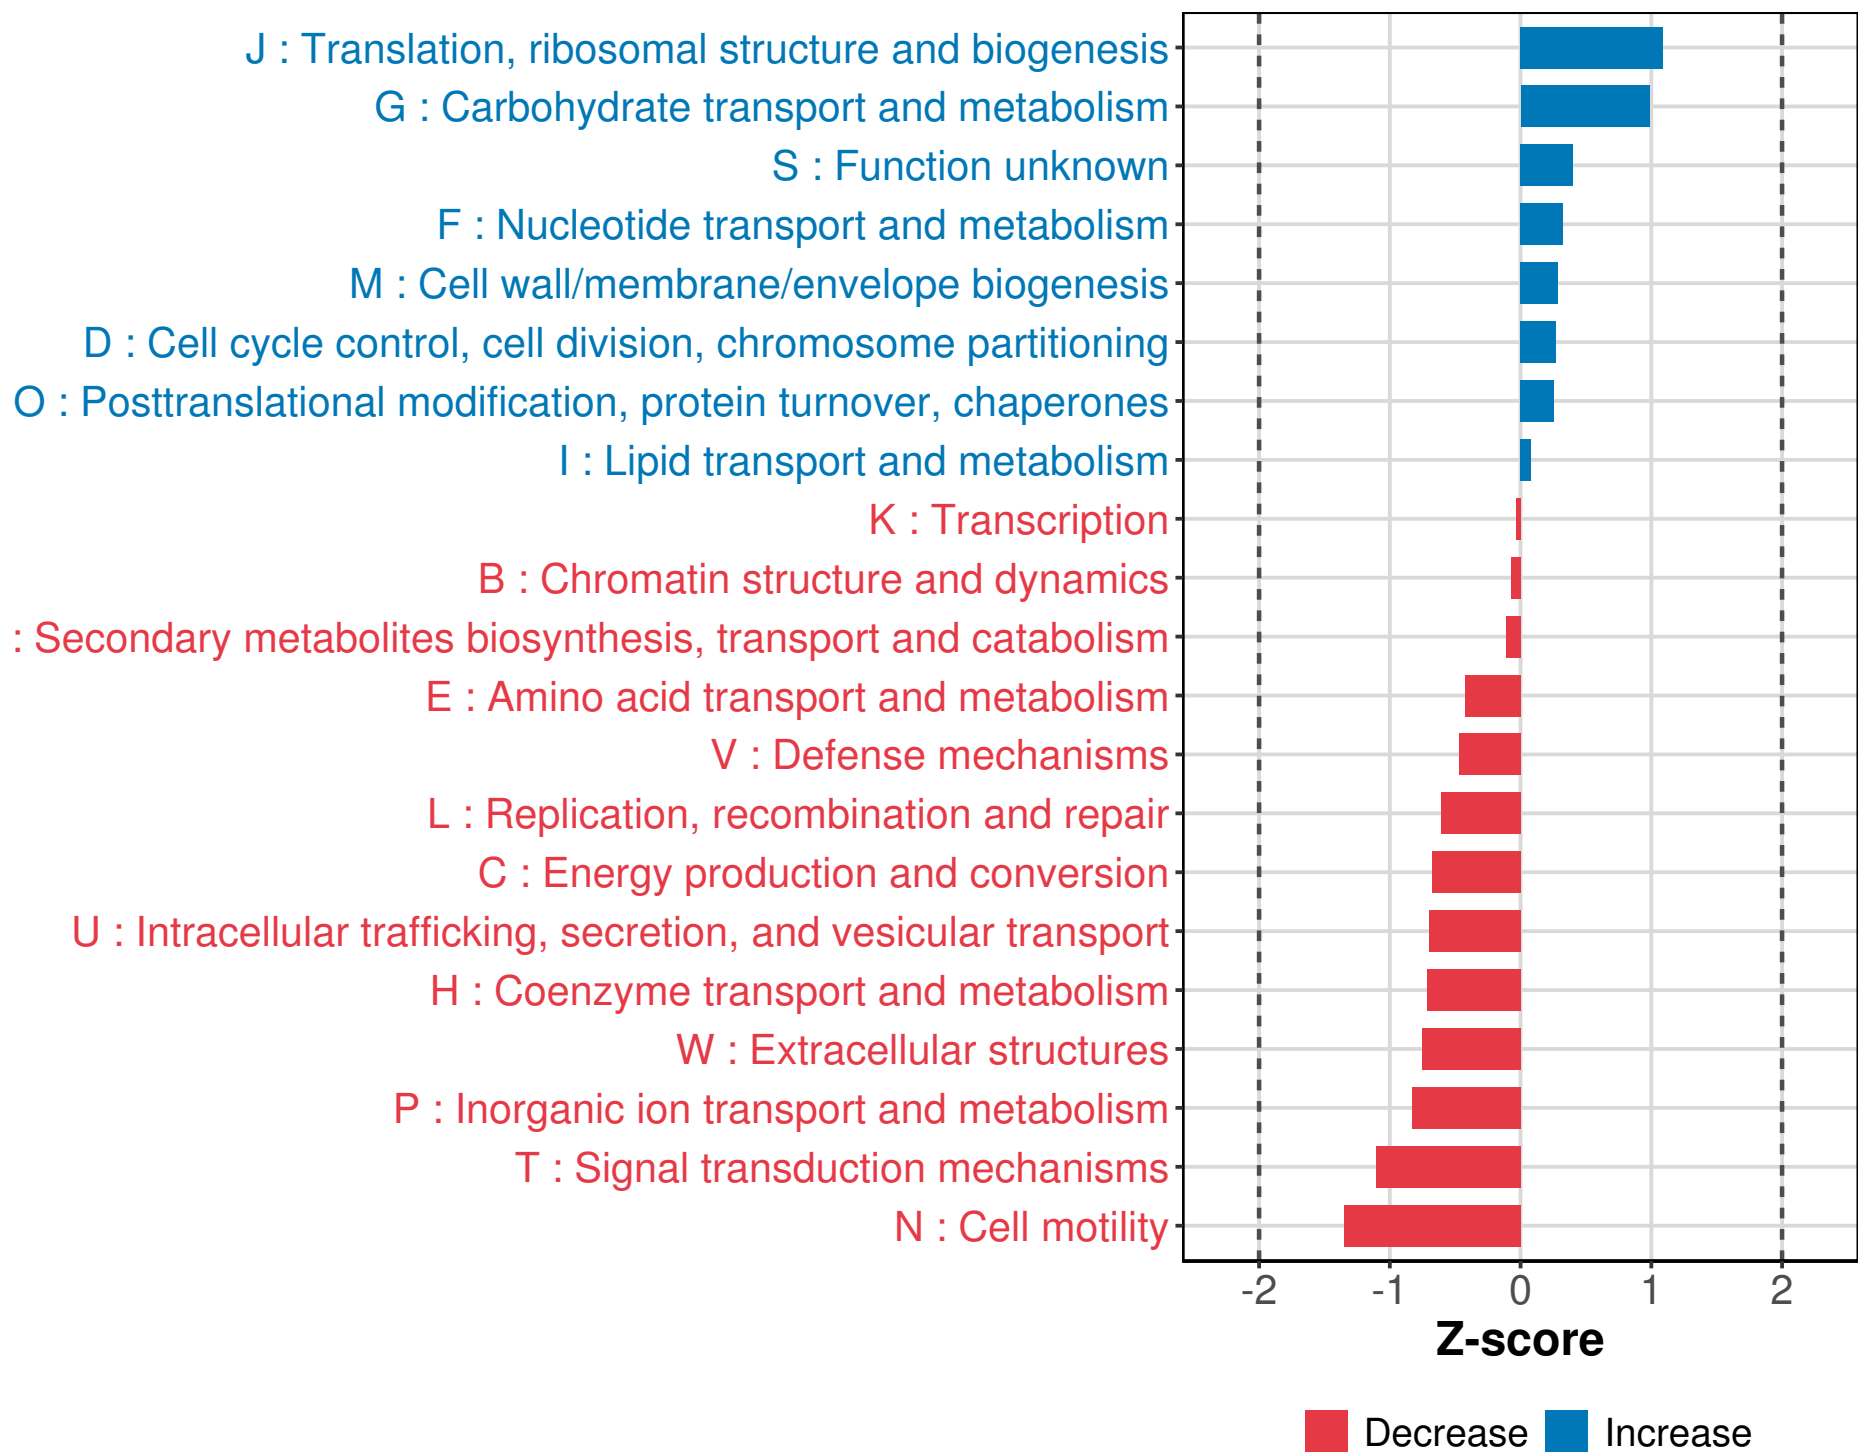 J : Translation, ribosomal structure and biogenesis
G : Carbohydrate transport and metabolism
S : Function unknown
F : Nucleotide transport and metabolism
M : Cell wall/membrane/envelope biogenesis
D : Cell cycle control, cell division, chromosome partitioning
O : Posttranslational modification, protein turnover, chaperones
I : Lipid transport and metabolism
K : Transcription
B : Chromatin structure and dynamics
: Secondary metabolites biosynthesis, transport and catabolism
E : Amino acid transport and metabolism
V : Defense mechanisms
L : Replication, recombination and repair
C : Energy production and conversion
U : Intracellular trafficking, secretion, and vesicular transport
H : Coenzyme transport and metabolism
W : Extracellular structures
P : Inorganic ion transport and metabolism
T : Signal transduction mechanisms
N : Cell motility
-2 -1 0 1 2
Z-score
Decrease Increase